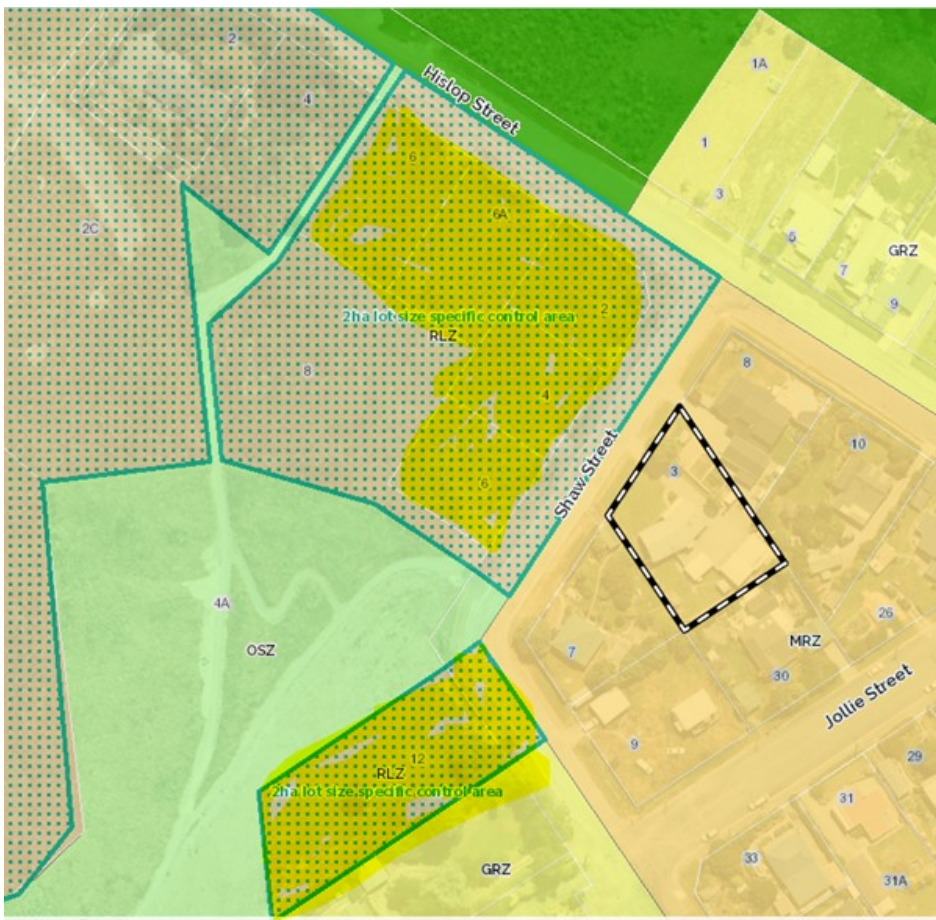 2
1A
Hislop Street
4
1
6
3
6A
2C
5
GRZ
7
9
2
2ha lot size specific control area
RLZ
8
8
4
10
Shaw Street
3
6
4A
26
OSZ
MRZ
7
30
Jollie Street
9
29
12
RLZ
2ha lot size specific control area
31
GRZ
33
31A